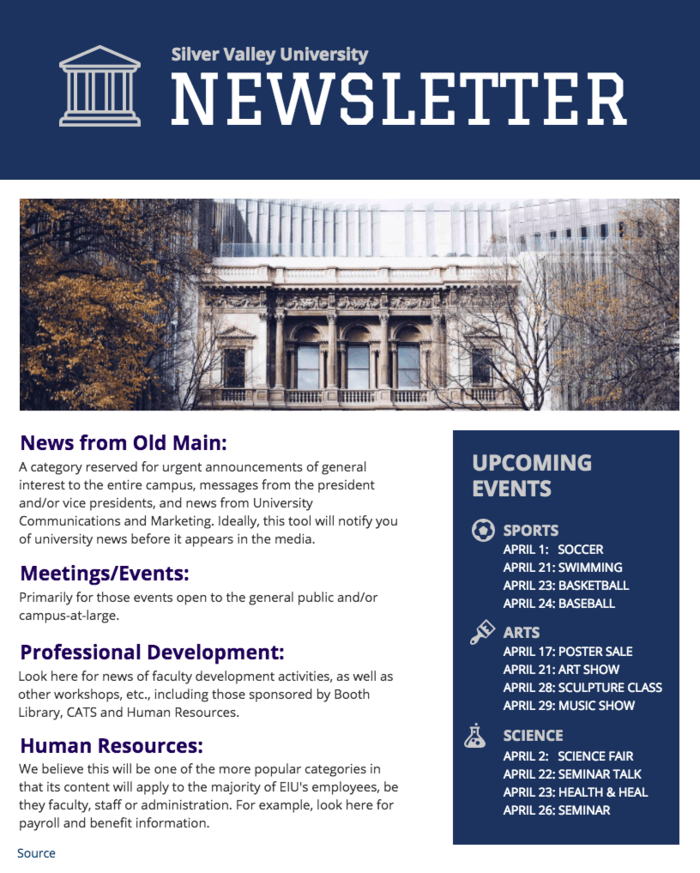 Silver Valley University
NEWSLETTER
News from Old Main:
A category reserved for urgent announcements of general
interest to the entire campus, messages from the president
and/or vice presidents, and news from University
Communications and Marketing. Ideally, this tool will notify you
of university news before it appears in the media.
Meetings/Events:
Primarily for those events open to the general public and/or
campus-at-large.
Professional Development:
Look here for news of faculty development activities, as well as
other workshops, etc., including those sponsored by Booth
Library, CATS and Human Resources.
Human Resources:
We believe this will be one of the more popular categories in
that its content will apply to the majority of EIU's employees, be
they faculty, staff or administration. For example, look here for
payroll and benefit information.
Source
UPCOMING
EVENTS
SPORTS
APRIL 1: SOCCER
APRIL 21: SWIMMING
APRIL 23: BASKETBALL
APRIL 24: BASEBALL
ARTS
APRIL 17: POSTER SALE
APRIL 21: ART SHOW
APRIL 28: SCULPTURE CLASS
APRIL 29: MUSIC SHOW
SCIENCE
APRIL 2: SCIENCE FAIR
APRIL 22: SEMINAR TALK
APRIL 23: HEALTH & HEAL
APRIL 26: SEMINAR